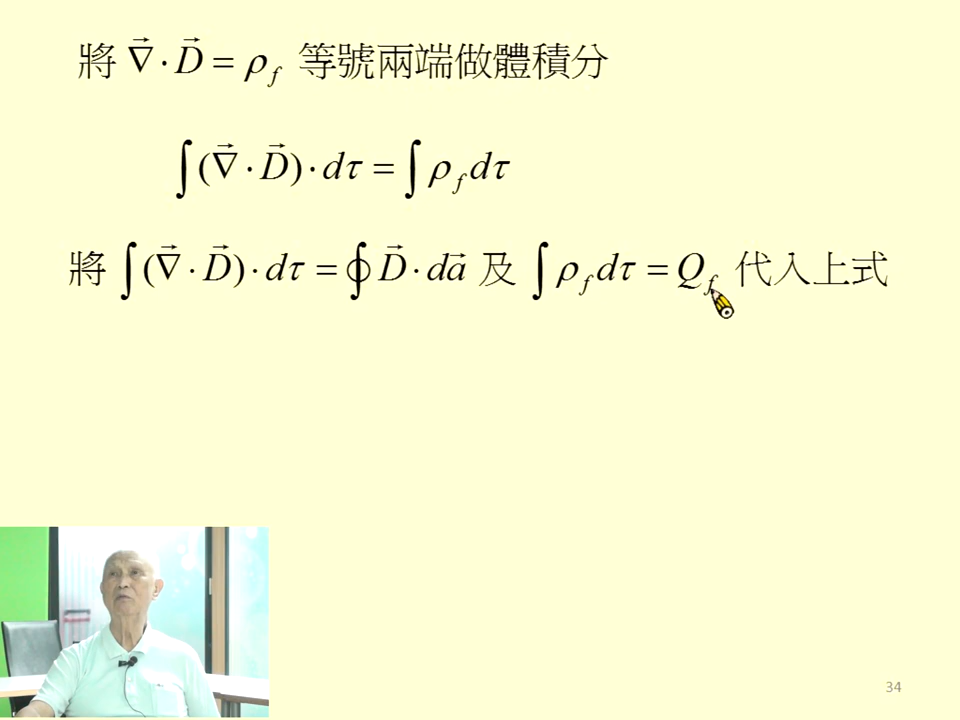 將 ∇⃗ · D⃗ = ρ_f 等號兩端做體積分
∫(∇⃗ · D⃗) · dτ = ∫ρ_f dτ
將 ∫(∇⃗ · D⃗) · dτ = ∮D⃗ · da⃗ 及 ∫ρ_f dτ = Q_f 代入上式
34